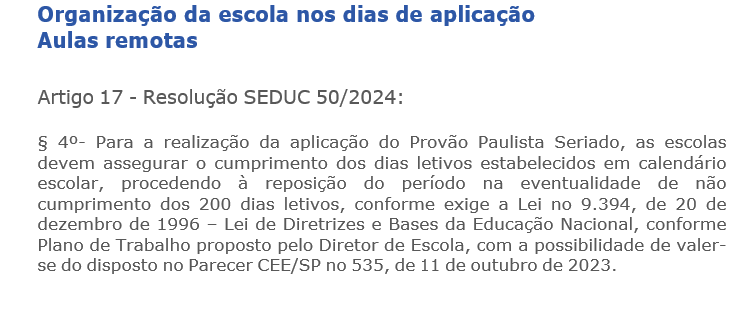 Organização da escola nos dias de aplicação
Aulas remotas
Artigo 17 - Resolução SEDUC 50/2024:
§ 4º- Para a realização da aplicação do Provão Paulista Seriado, as escolas
devem assegurar o cumprimento dos dias letivos estabelecidos em calendário
escolar, procedendo à reposição do período na eventualidade de não
cumprimento dos 200 dias letivos, conforme exige a Lei no 9.394, de 20 de
dezembro de 1996 – Lei de Diretrizes e Bases da Educação Nacional, conforme
Plano de Trabalho proposto pelo Diretor de Escola, com a possibilidade de valer-
se do disposto no Parecer CEE/SP no 535, de 11 de outubro de 2023.